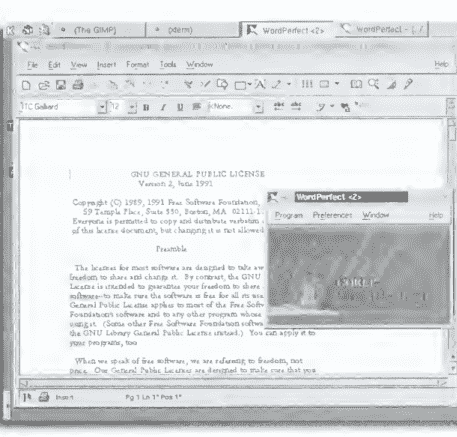 (The GIMP)
pderm)
WordPerfect <2>
WordPerfect -
File Edit View Insert Format Tools Window Help
ITC Galliard 12 B I U <None>
abc abc
GNU GENERAL PUBLIC LICENSE
Version 2, June 1991
Copyright (C) 1989, 1991 Free Software Foundation,
59 Temple Place, Suite 330, Boston, MA 02111-1
Everyone is permitted to copy and distribute verbatim
of this license document, but changing it is not allowed
Preamble
The licenses for most software are designed to take aw
freedom to share and change it. By contrast, the GNU
License is intended to guarantee your freedom to share
software--to make sure the software is free for all its use
General Public License applies to most of the Free Softw
Foundation's software and to any other program whose
using it. (Some other Free Software Foundation softwa
the GNU Library General Public License instead.) You can apply it to
your programs, too
When we speak of free software, we are referring to freedom, not
price. Our General Public Licenses are designed to make sure that you
Insert Pg 1 Ln 1" Pos 1"
WordPerfect <2>
Program Preferences Window Help
COREL